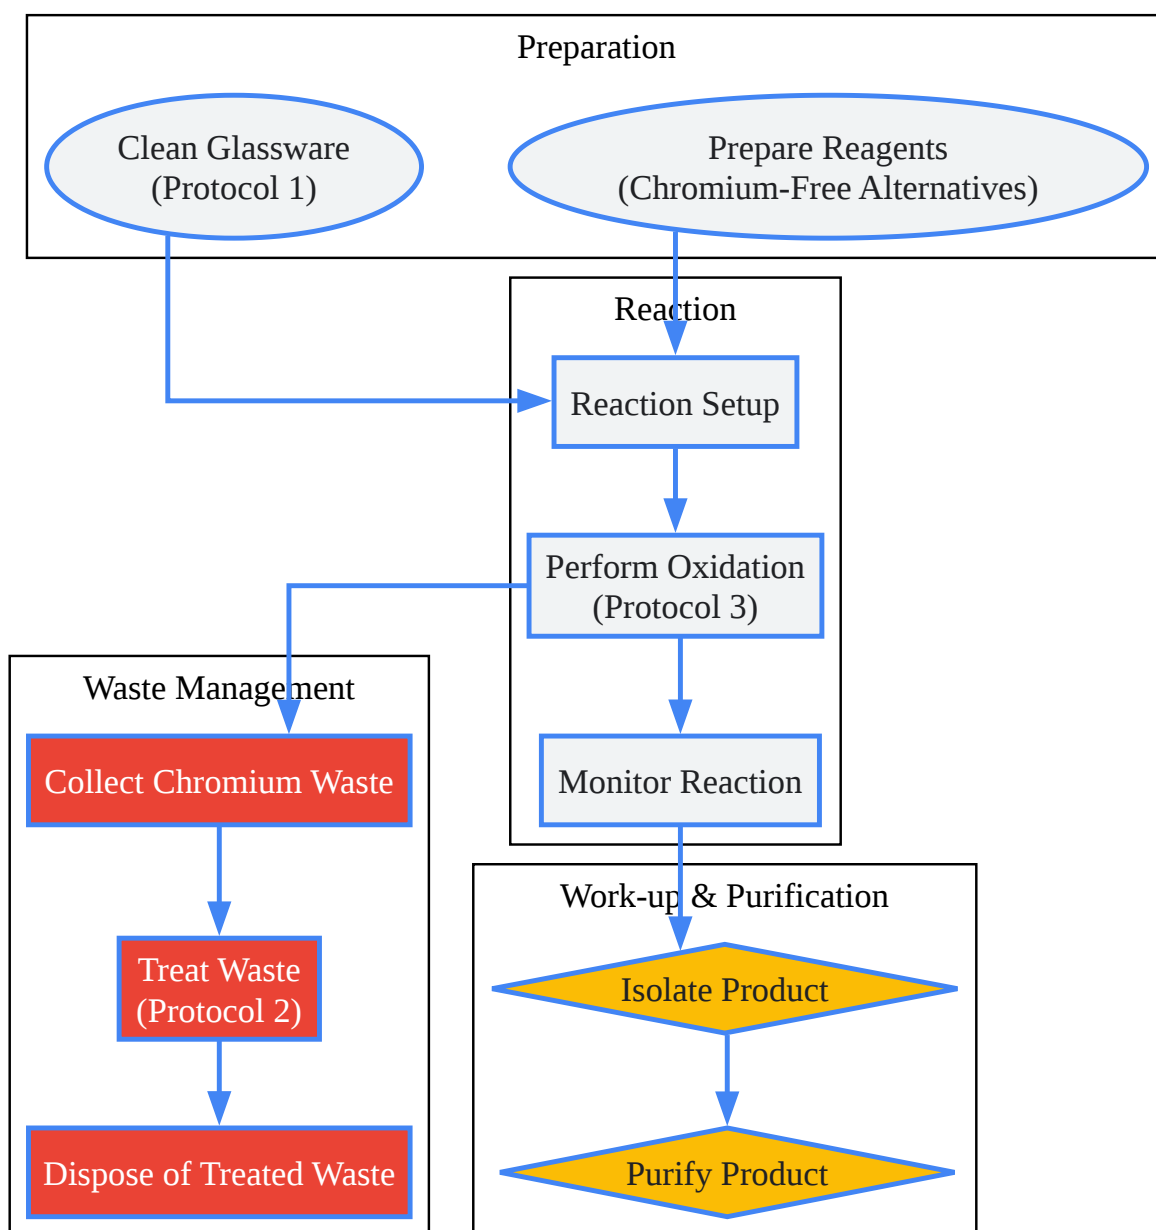 Preparation
Clean Glassware
(Protocol 1)
Prepare Reagents
(Chromium-Free Alternatives)
Reaction
Reaction Setup
Perform Oxidation
(Protocol 3)
Monitor Reaction
Waste Management
Collect Chromium Waste
Treat Waste
(Protocol 2)
Dispose of Treated Waste
Work-up & Purification
Isolate Product
Purify Product